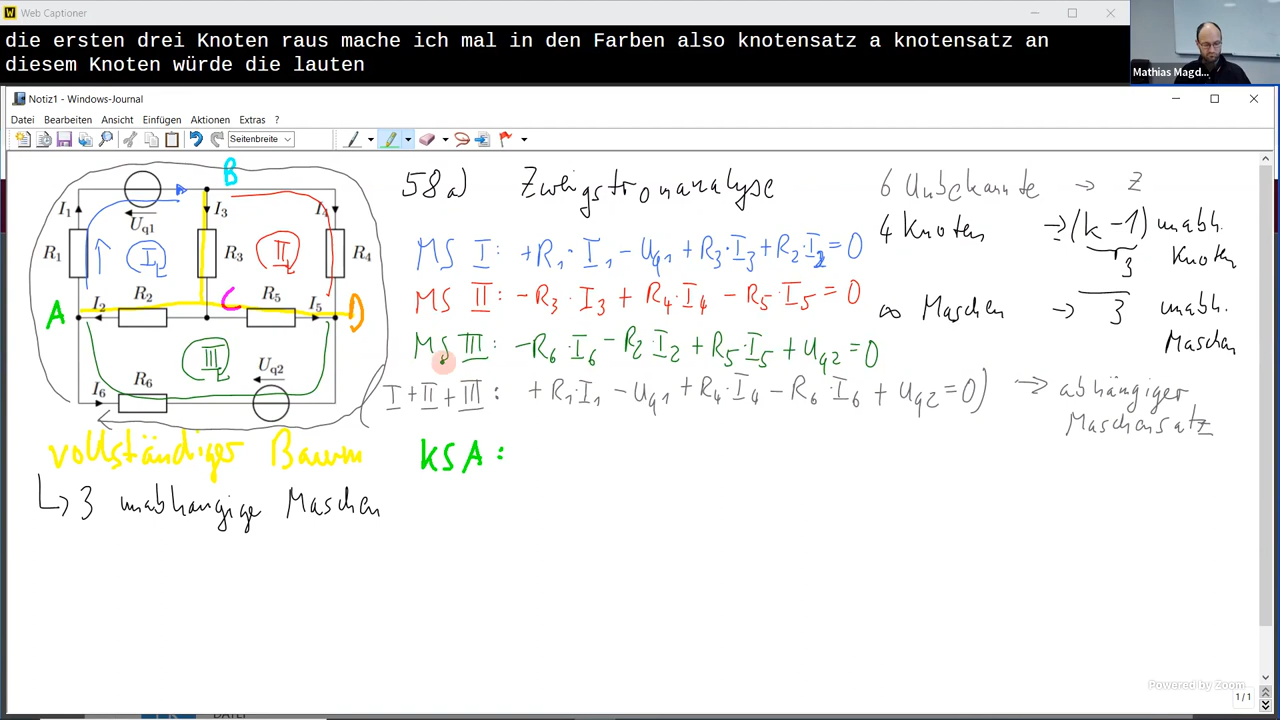 Web Captioner
die ersten drei Knoten raus mache ich mal in den Farben also knotensatz a knotensatz an
diesem Knoten würde die lauten
Mathias Magd...
Notiz1 - Windows-Journal
Datei Bearbeiten Ansicht Einfügen Aktionen Extras ?
Seitenbreite
58a) Zweigstromanalyse
6 Unbekannte → Z
4 Knoten → (k-1) unabh. Knoten
3
∞ Maschen → 3 unabh. Maschen
MS I: +R1·I1 - Uq1 + R3·I3 + R2·I2 = 0
MS II: -R3·I3 + R4·I4 - R5·I5 = 0
MS III: -R6·I6 - R2·I2 + R5·I5 + Uq2 = 0
I+II+III: +R1·I1 - Uq1 + R4·I4 - R6·I6 + Uq2 = 0) → abhängiger Maschensatz
KSA:
B
I1 Uq1 I3 I4
R1 I R3 II R4
A I2 R2 C R5 I5 D
III
I6 R6 Uq2
vollständiger Baum
↳ 3 unabhängige Maschen
Powered by Zoom
1/1